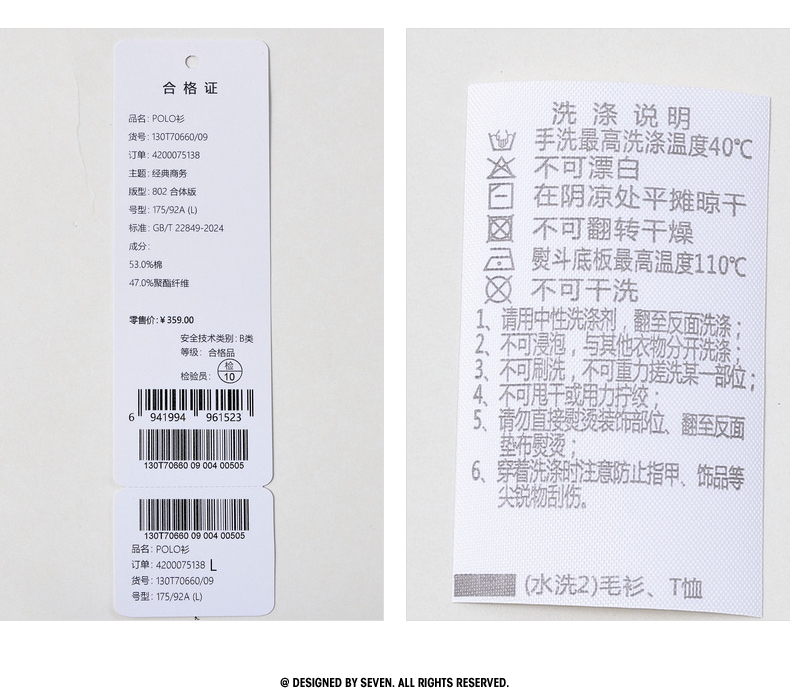 合格证
品名: POLO衫
货号: 130T70660/09
订单: 4200075138
主题: 经典商务
版型: 802 合体版
号型: 175/92A (L)
标准: GB/T 22849-2024
成分:
53.0%棉
47.0%聚酯纤维
零售价: ¥ 359.00
安全技术类别: B类
等级: 合格品
检验员: 检 10
6 941994 961523
130T70660 09 004 00505
130T70660 09 004 00505
品名: POLO衫
订单: 4200075138 L
货号: 130T70660/09
号型: 175/92A (L)
洗涤说明
手洗最高洗涤温度40℃
不可漂白
在阴凉处平摊晾干
不可翻转干燥
熨斗底板最高温度110℃
不可干洗
1、请用中性洗涤剂，翻至反面洗涤；
2、不可浸泡，与其他衣物分开洗涤；
3、不可刷洗，不可重力搓洗某一部位；
4、不可甩干或用力拧绞；
5、请勿直接熨烫装饰部位、翻至反面
垫布熨烫；
6、穿着洗涤时注意防止指甲、饰品等
尖锐物刮伤。
(水洗2)毛衫、T恤
@ DESIGNED BY SEVEN. ALL RIGHTS RESERVED.